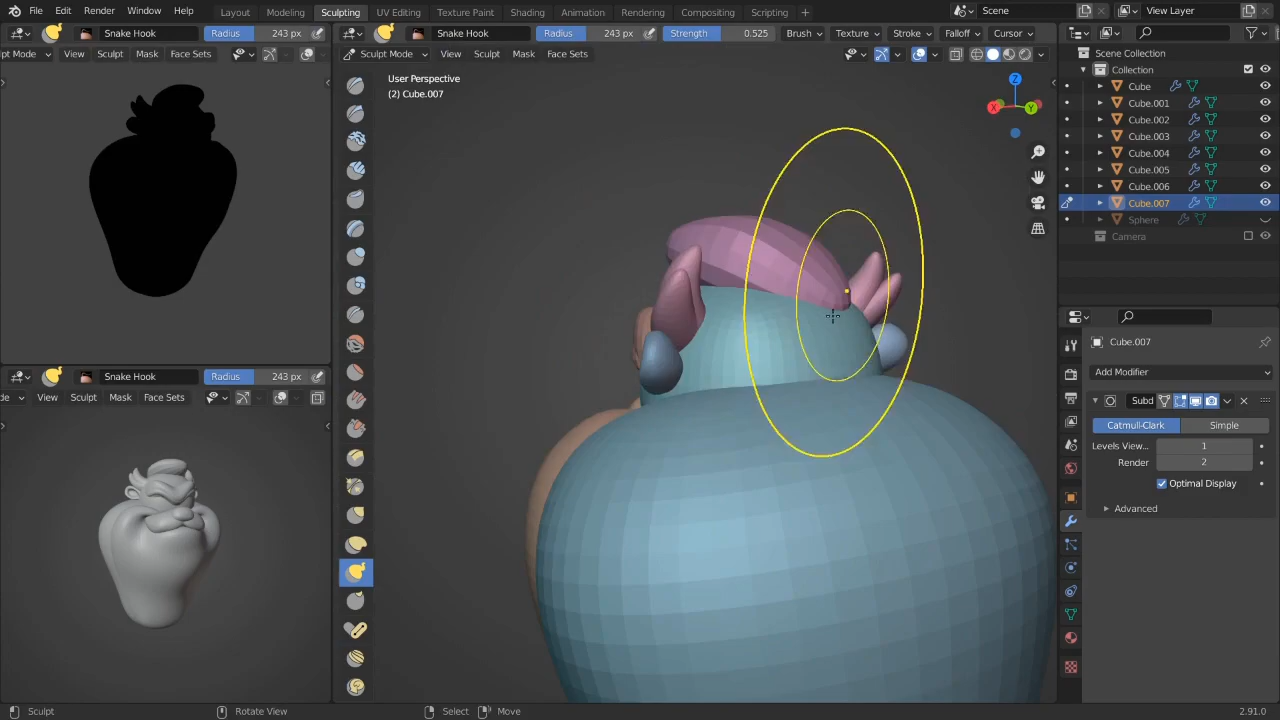 File Edit Render Window Help Layout Modeling Sculpting UV Editing Texture Paint Shading Animation Rendering Compositing Scripting + Scene View Layer
Snake Hook Radius 243 px
Snake Hook Radius 243 px Strength 0.525 Brush Texture Stroke Falloff Cursor
pt Mode View Sculpt Mask Face Sets
Sculpt Mode View Sculpt Mask Face Sets
User Perspective
(2) Cube.007
X Y Z
Scene Collection
Collection
Cube
Cube.001
Cube.002
Cube.003
Cube.004
Cube.005
Cube.006
Cube.007
Sphere
Camera
Snake Hook Radius 243 px
de View Sculpt Mask Face Sets
Cube.007
Add Modifier
Subd
Catmull-Clark Simple
Levels View... 1
Render 2
Optimal Display
Advanced
Sculpt Rotate View Select Move 2.91.0